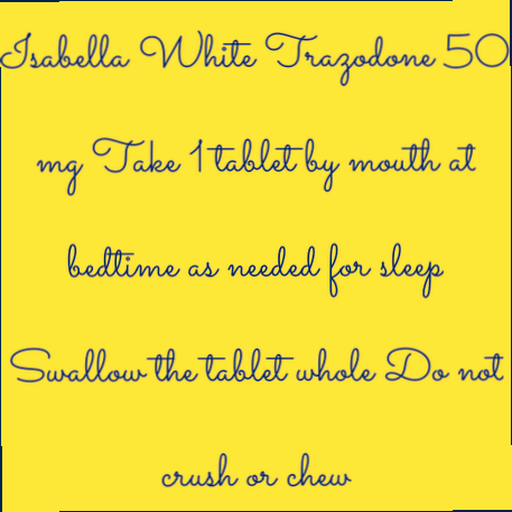 Isabella White Trazodone 50
mg Take 1 tablet by mouth at
bedtime as needed for sleep
Swallow the tablet whole Do not
crush or chew